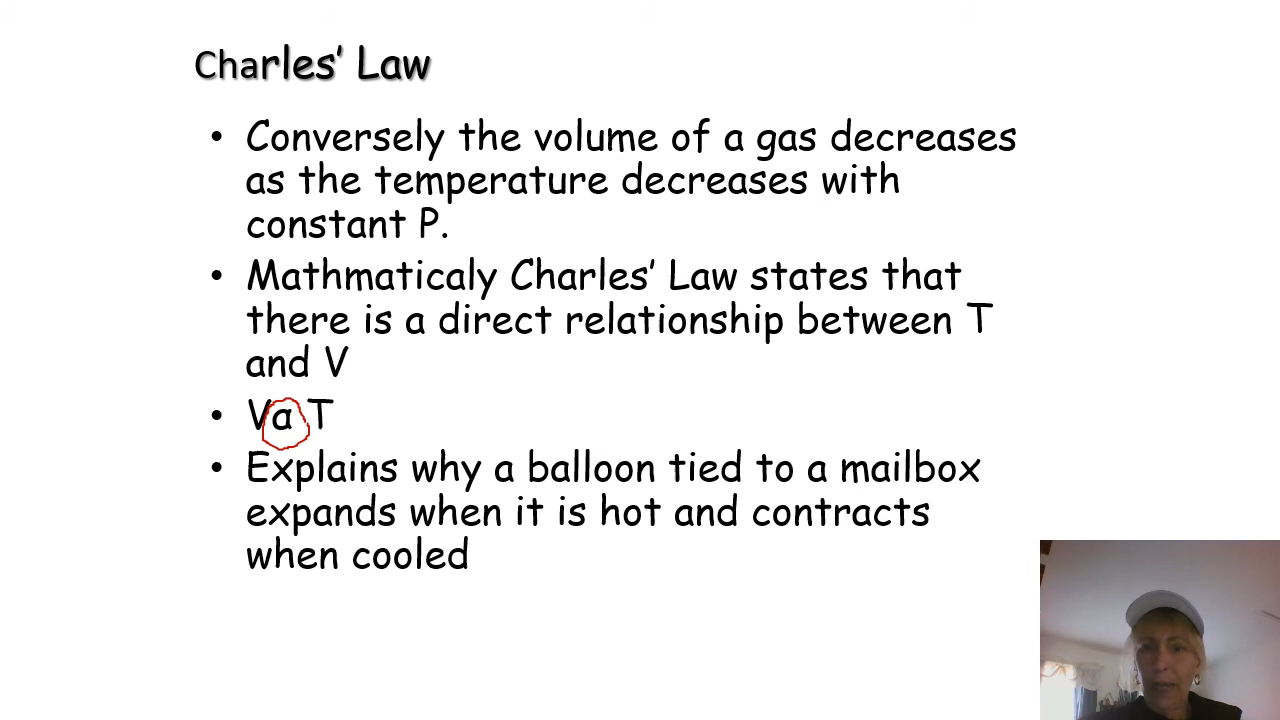 Charles’ Law
• Conversely the volume of a gas decreases
as the temperature decreases with
constant P.
• Mathmaticaly Charles’ Law states that
there is a direct relationship between T
and V
• Vα T
• Explains why a balloon tied to a mailbox
expands when it is hot and contracts
when cooled